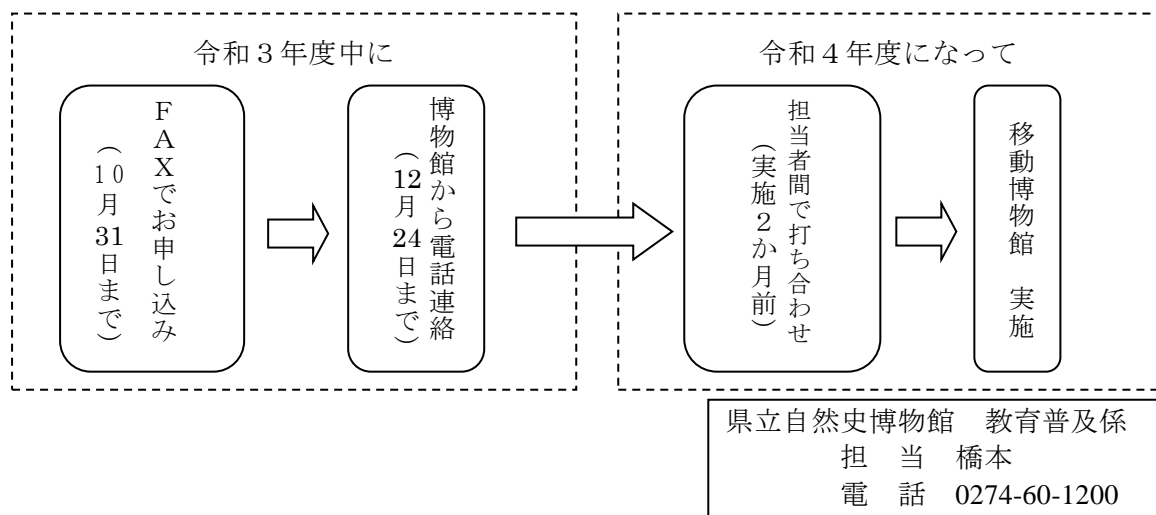 令和３年度中に
ＦＡＸでお申し込み
（10月31日まで）
博物館から電話連絡
（12月24日まで）
令和４年度になって
担当者間で打ち合わせ
（実施２か月前）
移動博物館　実施
県立自然史博物館　教育普及係
担　当　橋本
電　話　0274-60-1200